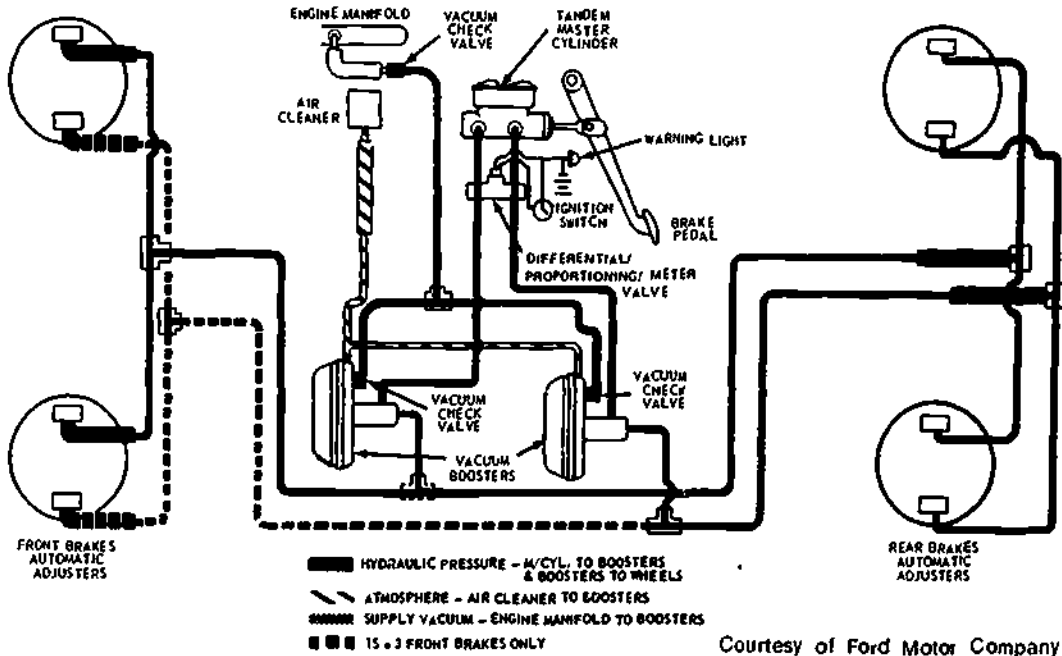 ENGINE MANIFOLD
VACUUM
CHECK
VALVE
TANDEM
MASTER
CYLINDER
AIR
CLEANER
WARNING LIGHT
IGNITION
SWITCH
BRAKE
PEDAL
DIFFERENTIAL/
PROPORTIONING/ METER
VALVE
VACUUM
CHECK
VALVE
VACUUM
CHECK
VALVE
VACUUM
BOOSTERS
FRONT BRAKES
AUTOMATIC
ADJUSTERS
REAR BRAKES
AUTOMATIC
ADJUSTERS
HYDRAULIC PRESSURE - M/CYL. TO BOOSTERS
& BOOSTERS TO WHEELS
ATMOSPHERE - AIR CLEANER TO BOOSTERS
SUPPLY VACUUM - ENGINE MANIFOLD TO BOOSTERS
FRONT BRAKES ONLY
Courtesy of Ford Motor Company